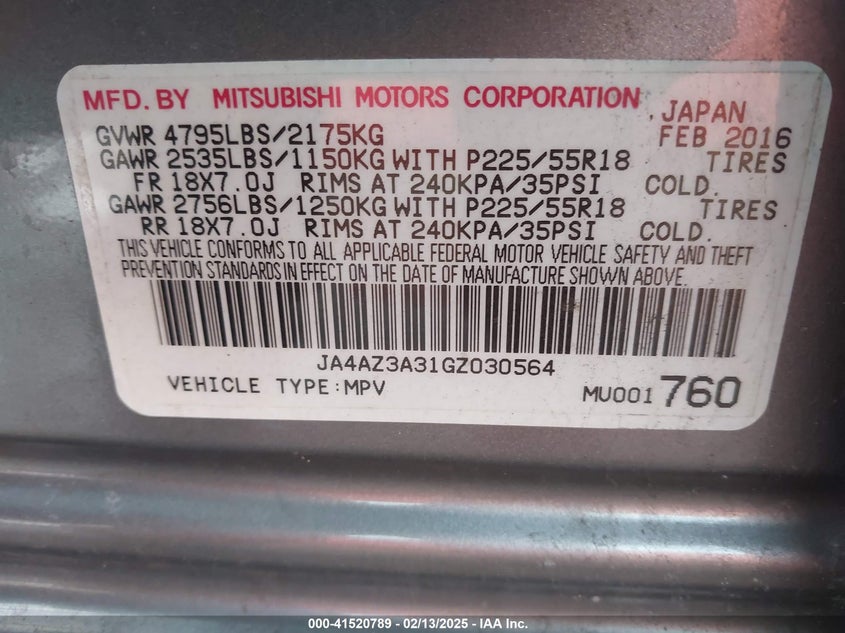 MFD. BY MITSUBISHI MOTORS CORPORATION JAPAN
GVWR 4795LBS/2175KG FEB 2016
GAWR 2535LBS/1150KG WITH P225/55R18 TIRES
FR 18X7.0J RIMS AT 240KPA/35PSI COLD.
GAWR 2756LBS/1250KG WITH P225/55R18 TIRES
RR 18X7.0J RIMS AT 240KPA/35PSI COLD.
THIS VEHICLE CONFORMS TO ALL APPLICABLE FEDERAL MOTOR VEHICLE SAFETY AND THEFT
PREVENTION STANDARDS IN EFFECT ON THE DATE OF MANUFACTURE SHOWN ABOVE.
JA4AZ3A31GZ030564
VEHICLE TYPE:MPV MU001 760
000-41520789 - 02/13/2025 - IAA Inc.